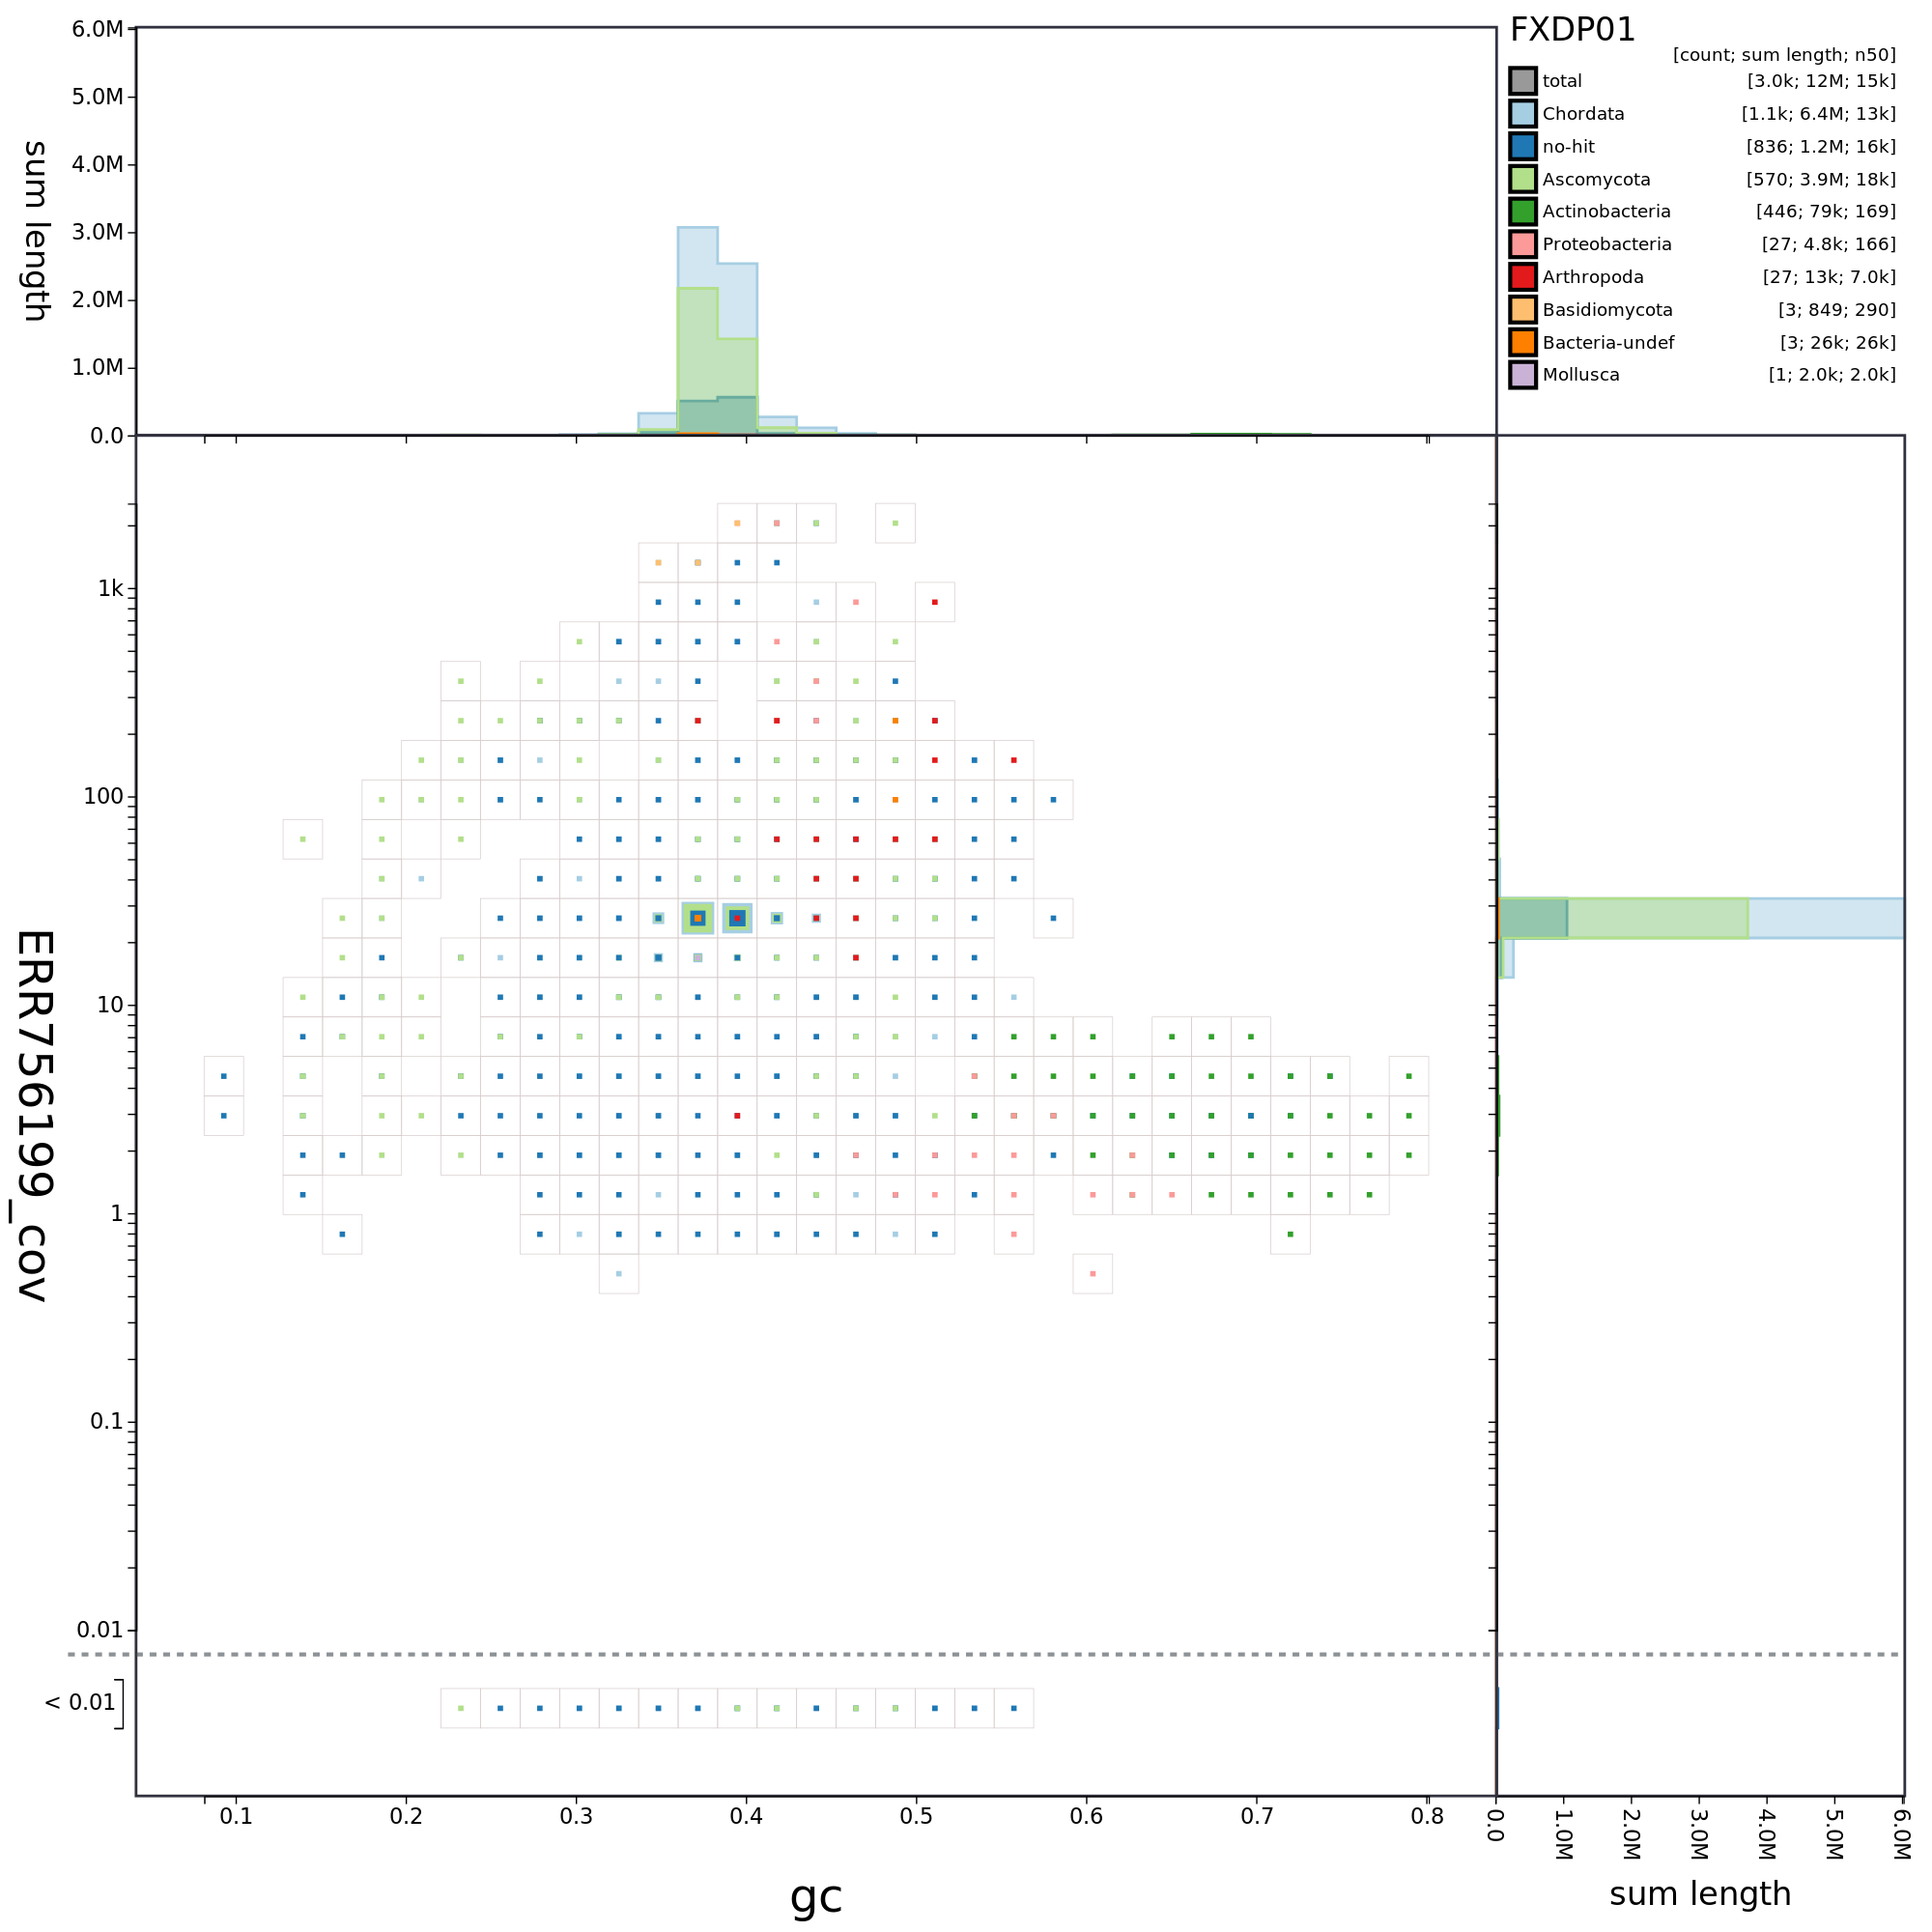 FXDP01
[count; sum length; n50]
total [3.0k; 12M; 15k]
Chordata [1.1k; 6.4M; 13k]
no-hit [836; 1.2M; 16k]
Ascomycota [570; 3.9M; 18k]
Actinobacteria [446; 79k; 169]
Proteobacteria [27; 4.8k; 166]
Arthropoda [27; 13k; 7.0k]
Basidiomycota [3; 849; 290]
Bacteria-undef [3; 26k; 26k]
Mollusca [1; 2.0k; 2.0k]
sum length
6.0M
5.0M
4.0M
3.0M
2.0M
1.0M
0.0
ERR756199_cov
1k
100
10
1
0.1
0.01
< 0.01
0.1 0.2 0.3 0.4 0.5 0.6 0.7 0.8
gc
0.0 1.0M 2.0M 3.0M 4.0M 5.0M 6.0M
sum length